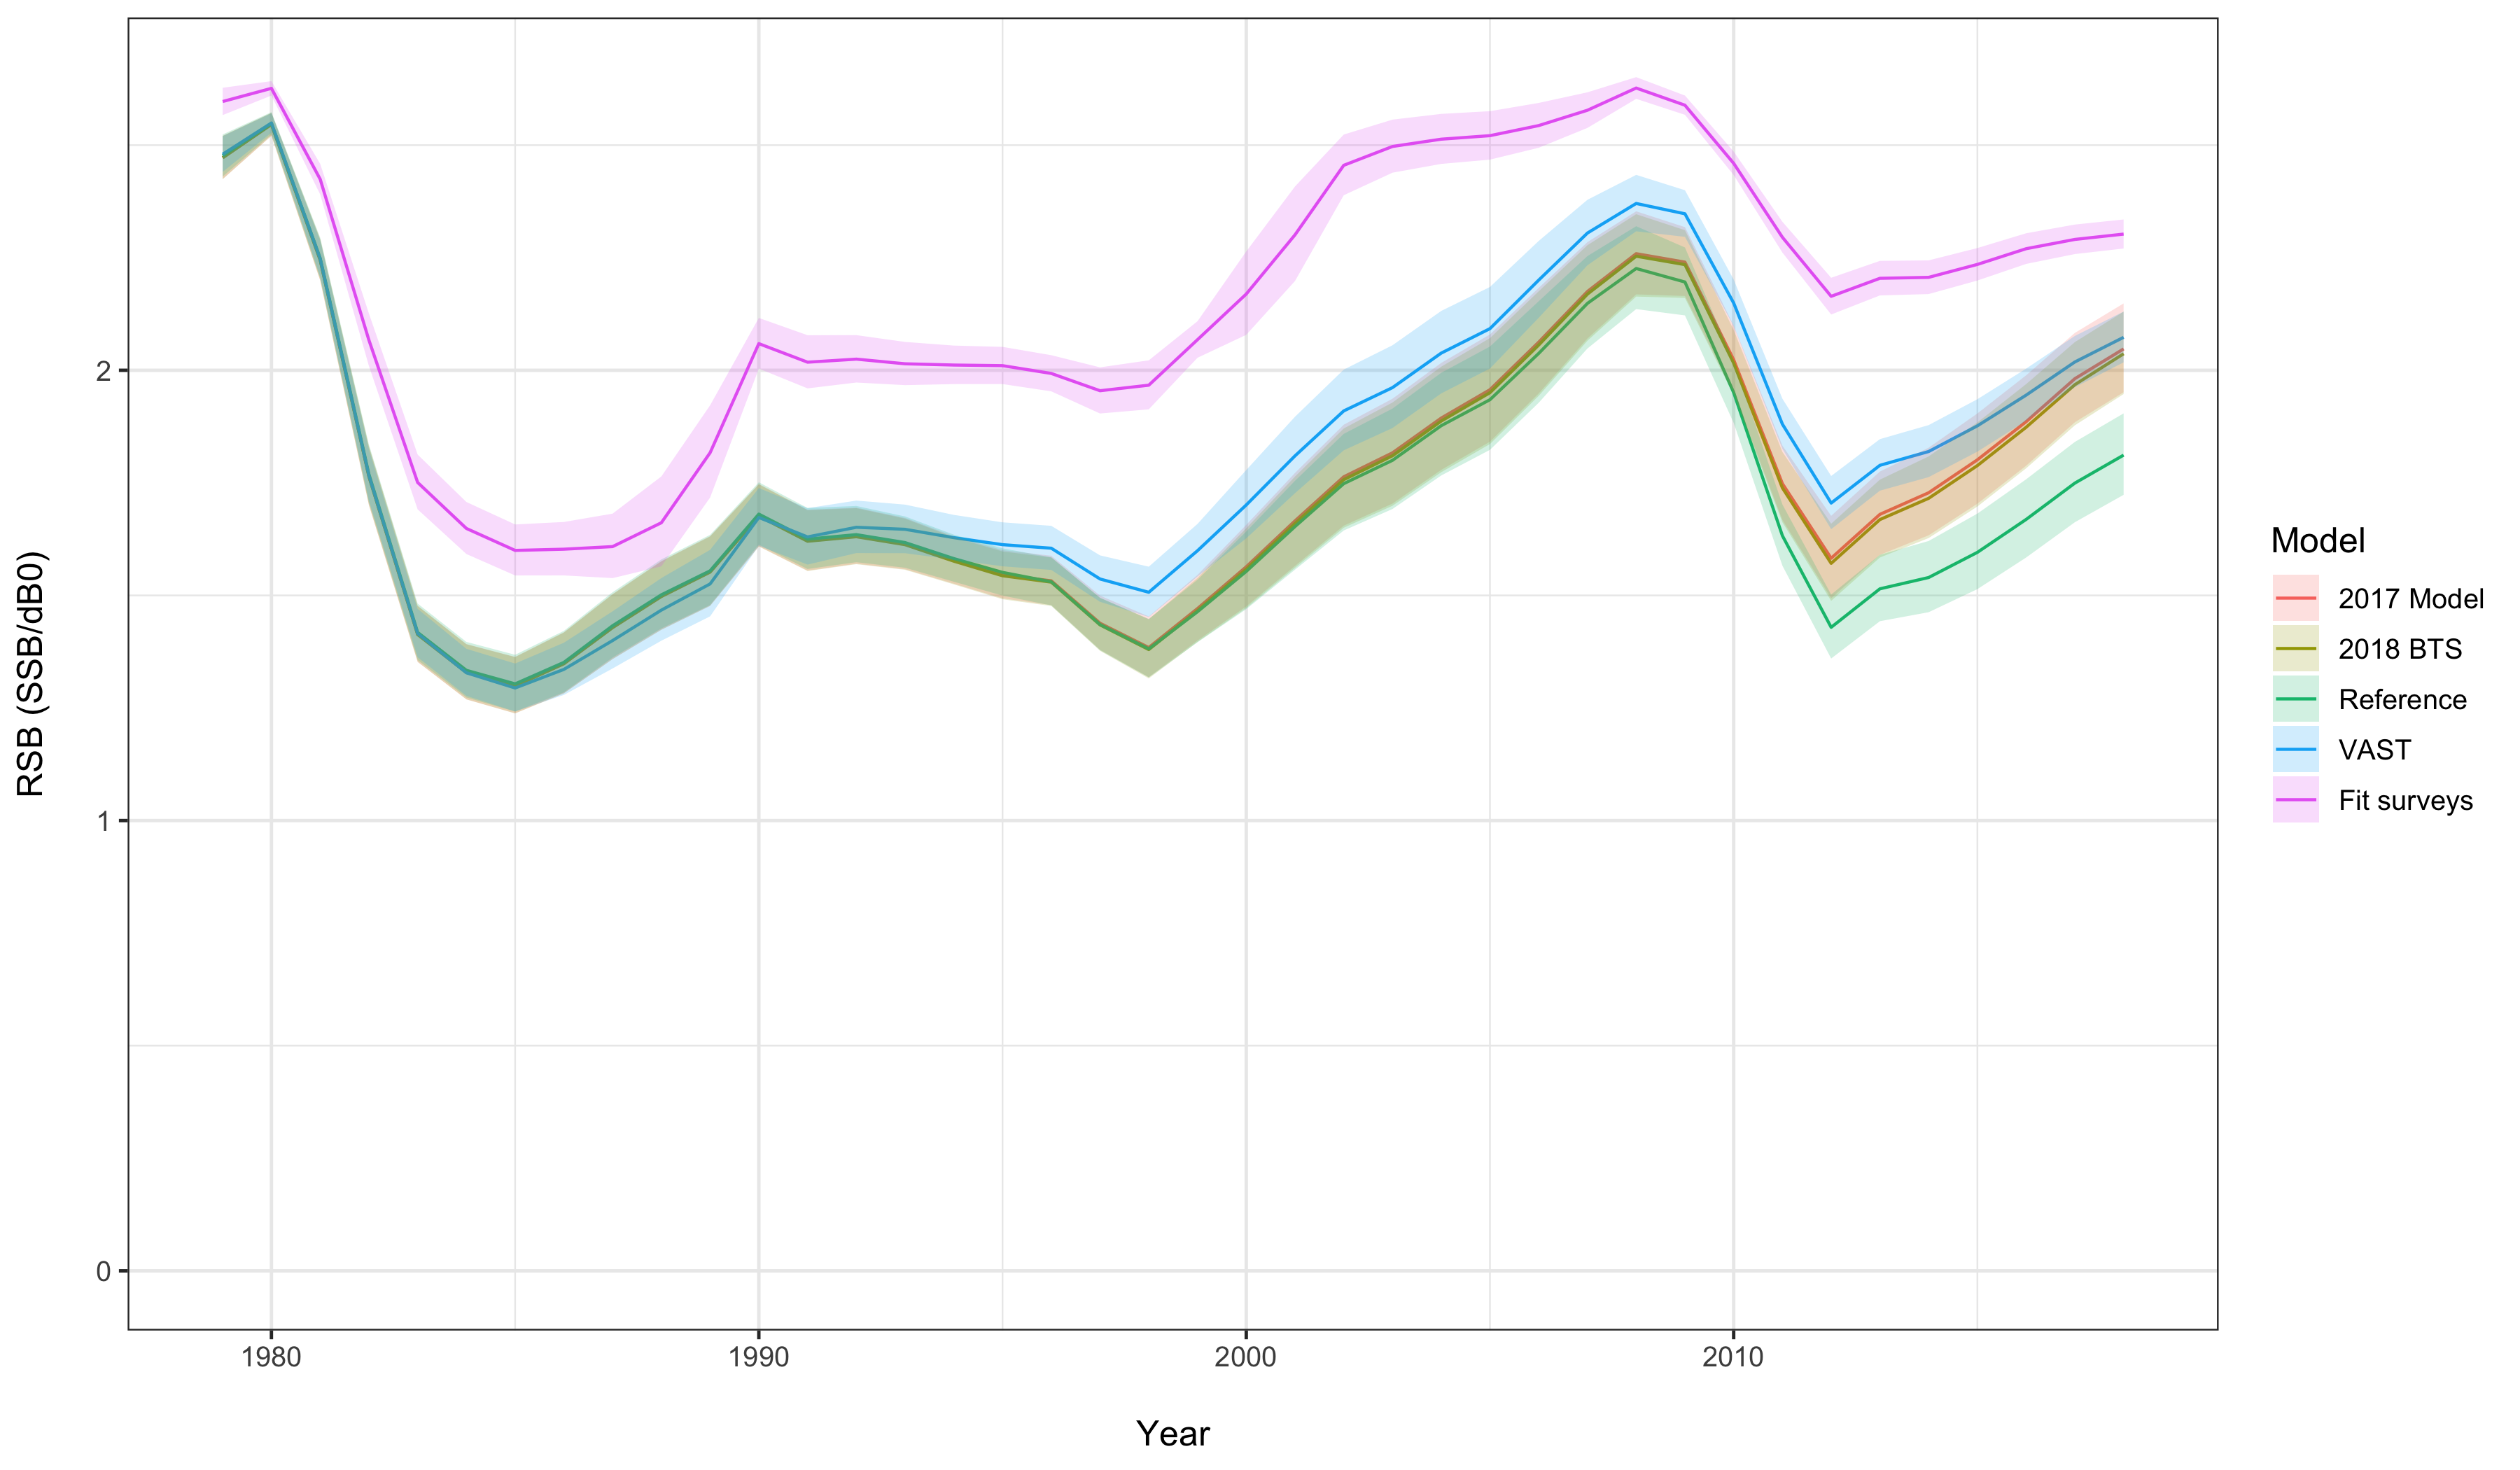 RSB (SSB/dB0)
2
1
0
1980
1990
2000
2010
Year
Model
2017 Model
2018 BTS
Reference
VAST
Fit surveys